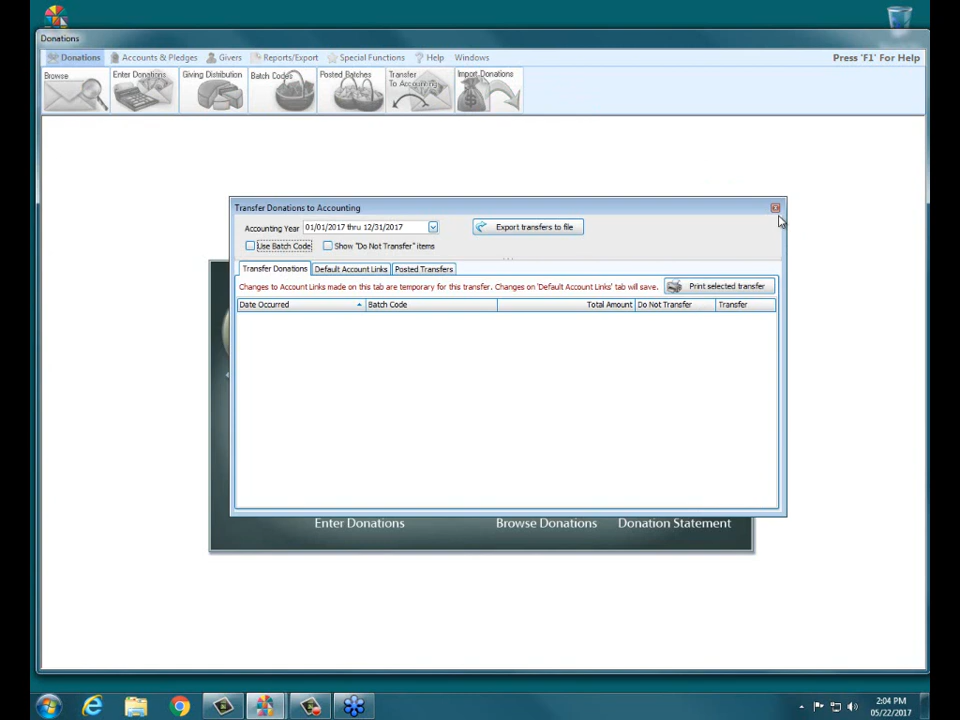 Donations
Donations Accounts & Pledges Givers Reports/Export Special Functions Help Windows Press 'F1' For Help
Browse Enter Donations Giving Distribution Batch Codes Posted Batches Transfer To Accounting Import Donations
Transfer Donations to Accounting
Accounting Year 01/01/2017 thru 12/31/2017 Export transfers to file
Use Batch Code Show "Do Not Transfer" items
Transfer Donations Default Account Links Posted Transfers
Changes to Account Links made on this tab are temporary for this transfer. Changes on 'Default Account Links' tab will save. Print selected transfer
Date Occurred Batch Code Total Amount Do Not Transfer Transfer
Enter Donations Browse Donations Donation Statement
2:04 PM
05/22/2017